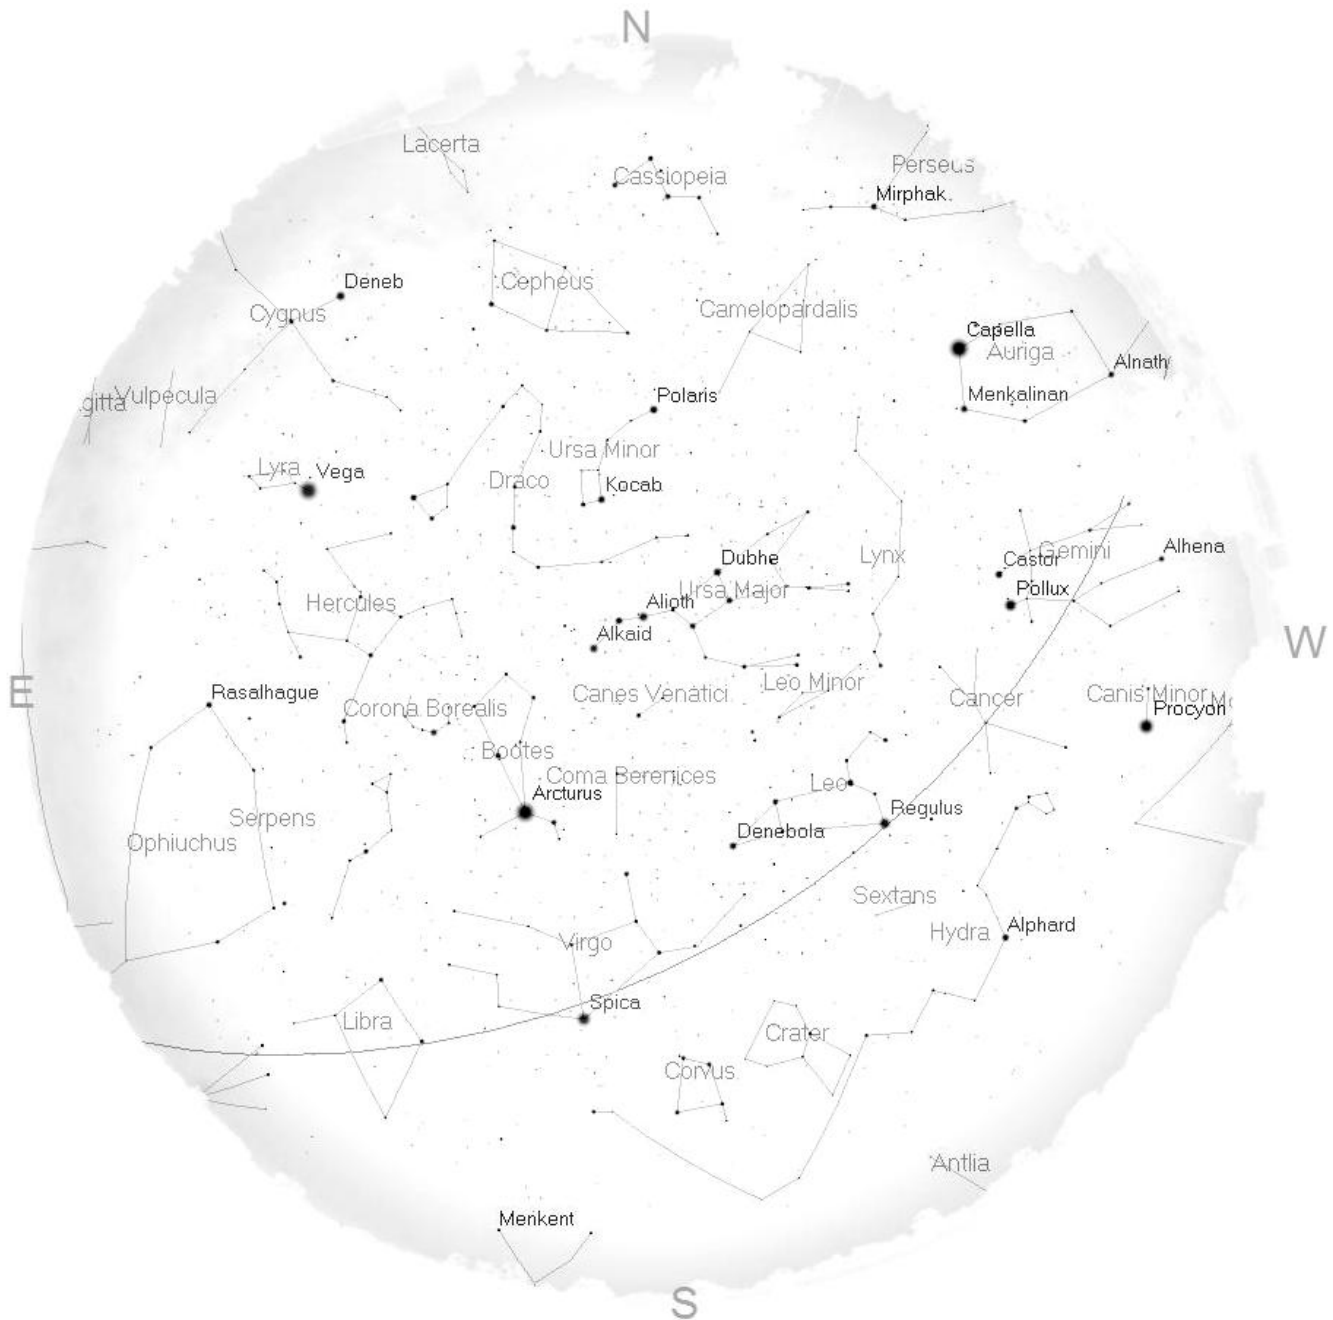 N
Lacerta
Cassiopeia
Perseus
Mirphak
Deneb
Cepheus
Camelopardalis
Cygnus
Capella
Auriga
Alnath
gitta
Vulpecula
Polaris
Menkalinan
Ursa Minor
Lyra
Vega
Draco
Kocab
Dubhe
Lynx
Castor
Gemini
Alhena
Pollux
Ursa Major
Hercules
Alioth
Alkaid
W
E
Rasalhague
Corona Borealis
Canes Venatici
Leo Minor
Cancer
Canis Minor
Mo
Procyon
Bootes
Coma Berenices
Leo
Arcturus
Regulus
Serpens
Denebola
Ophiuchus
Sextans
Virgo
Hydra
Alphard
Spica
Libra
Crater
Corvus
Antlia
Menkent
S